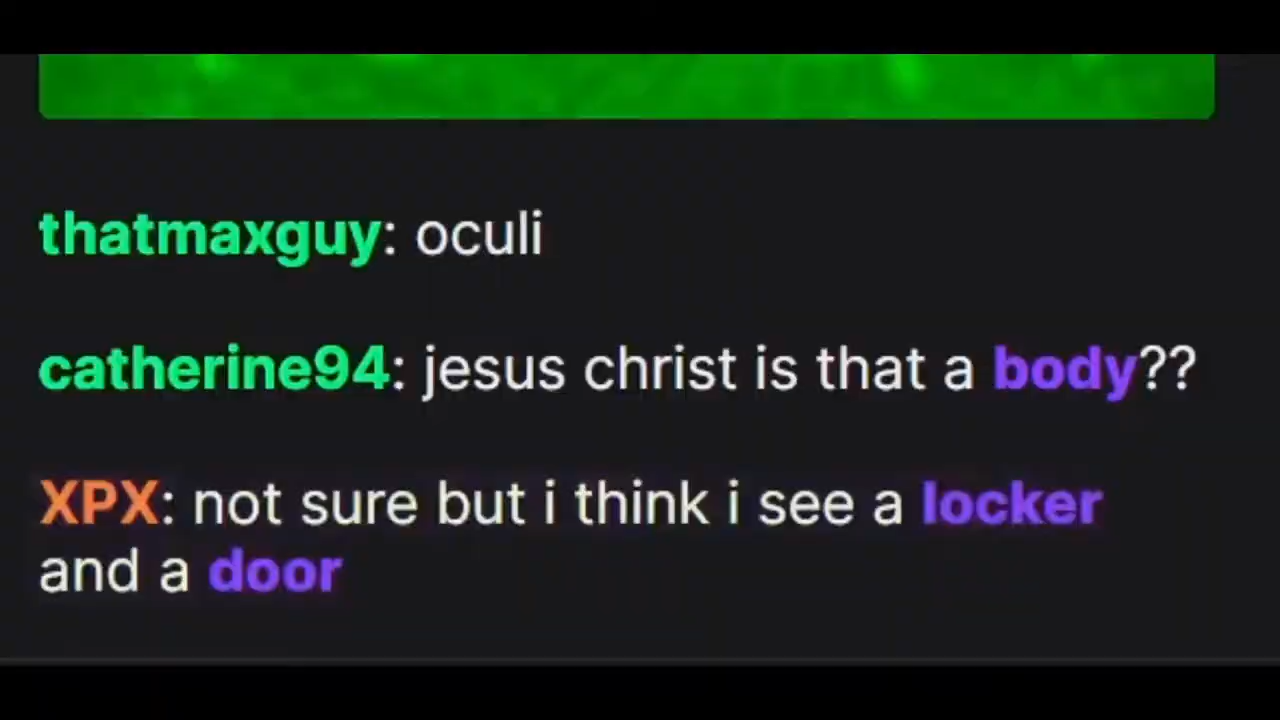 thatmaxguy: oculi
catherine94: jesus christ is that a body??
XPX: not sure but i think i see a locker
and a door